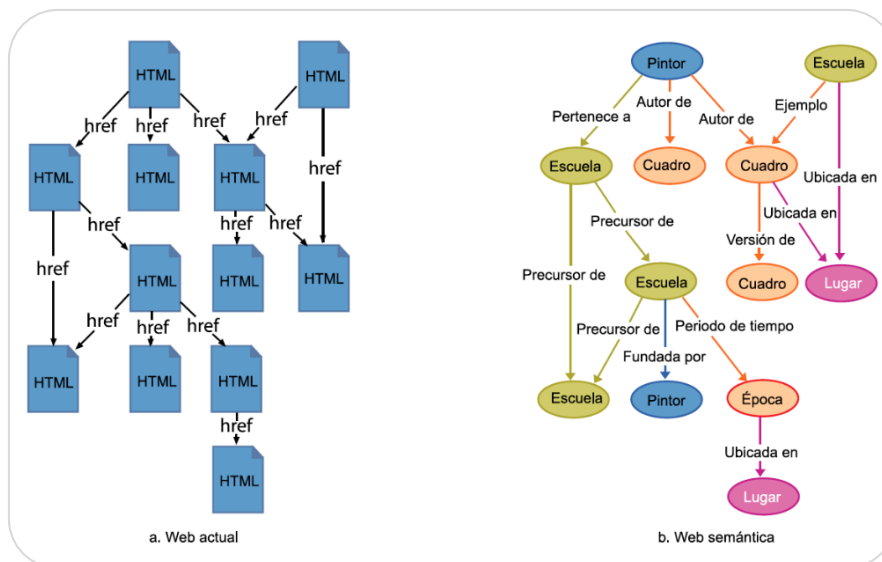 HTML
HTML
href
href
href
href
HTML
HTML
HTML
href
href
href
href
href
HTML
HTML
HTML
href
href
href
HTML
HTML
HTML
href
HTML
a. Web actual
Pintor
Escuela
Pertenece a
Autor de
Autor de
Ejemplo
Escuela
Cuadro
Cuadro
Ubicada en
Precursor de
Ubicada en
Versión de
Precursor de
Escuela
Cuadro
Lugar
Precursor de
Periodo de tiempo
Fundada por
Escuela
Pintor
Época
Ubicada en
Lugar
b. Web semántica